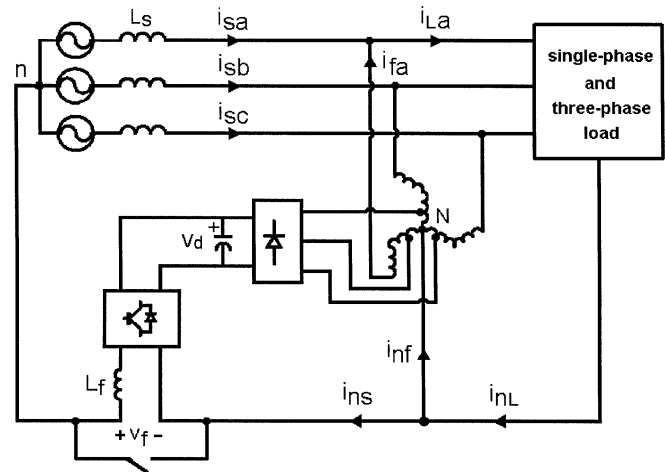 Ls
isa
iLa
n
isb
ifa
isc
single-phase
and
three-phase
load
+
Vd
N
Lf
inf
ins
inL
+ vf -